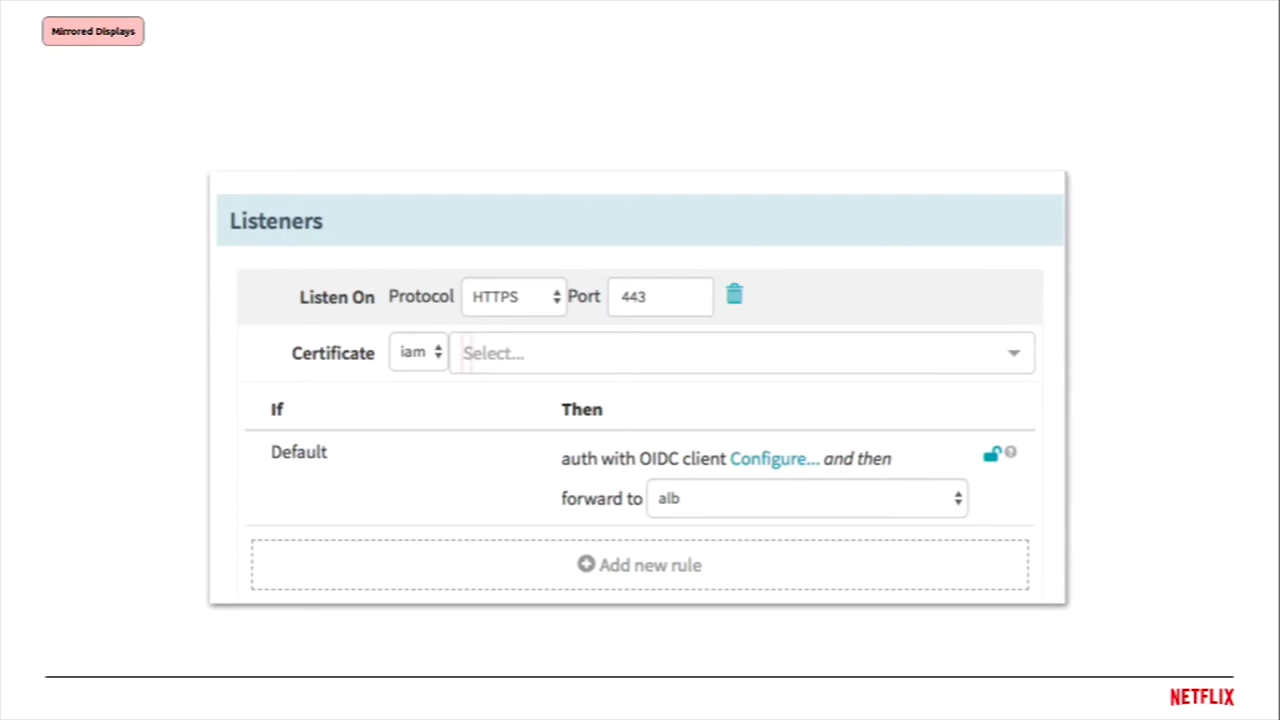 Mirrored Displays
Listeners
Listen On Protocol HTTPS Port 443
Certificate iam Select...
If Then
Default auth with OIDC client Configure... and then
forward to alb
Add new rule
NETFLIX